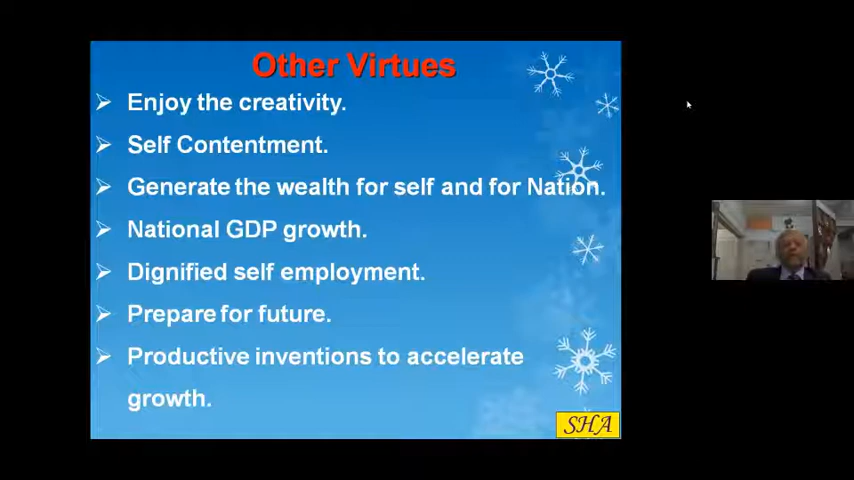 Other Virtues
Enjoy the creativity.
Self Contentment.
Generate the wealth for self and for Nation.
National GDP growth.
Dignified self employment.
Prepare for future.
Productive inventions to accelerate
growth.
SHA